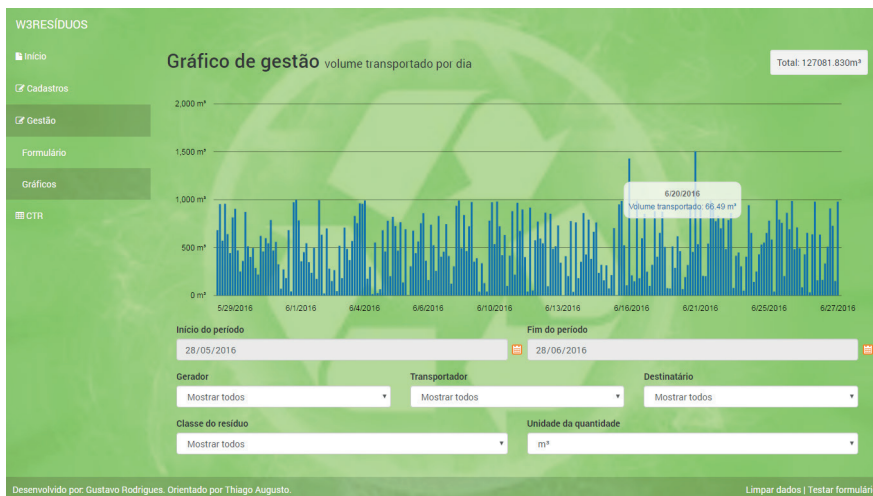 W3RESÍDUOS
Início
Cadastros
Gestão
Formulário
Gráficos
CTR
Gráfico de gestão volume transportado por dia
Total: 127081.830m³
2,000 m³
1,500 m³
1,000 m³
500 m³
0 m³
6/20/2016
Volume transportado: 66.49 m³
5/29/2016 6/1/2016 6/4/2016 6/6/2016 6/10/2016 6/13/2016 6/16/2016 6/21/2016 6/25/2016 6/27/2016
Início do período Fim do período
28/05/2016 28/06/2016
Gerador Transportador Destinatário
Mostrar todos Mostrar todos Mostrar todos
Classe do resíduo Unidade da quantidade
Mostrar todos m³
Desenvolvido por: Gustavo Rodrigues. Orientado por Thiago Augusto. Limpar dados | Testar formulári